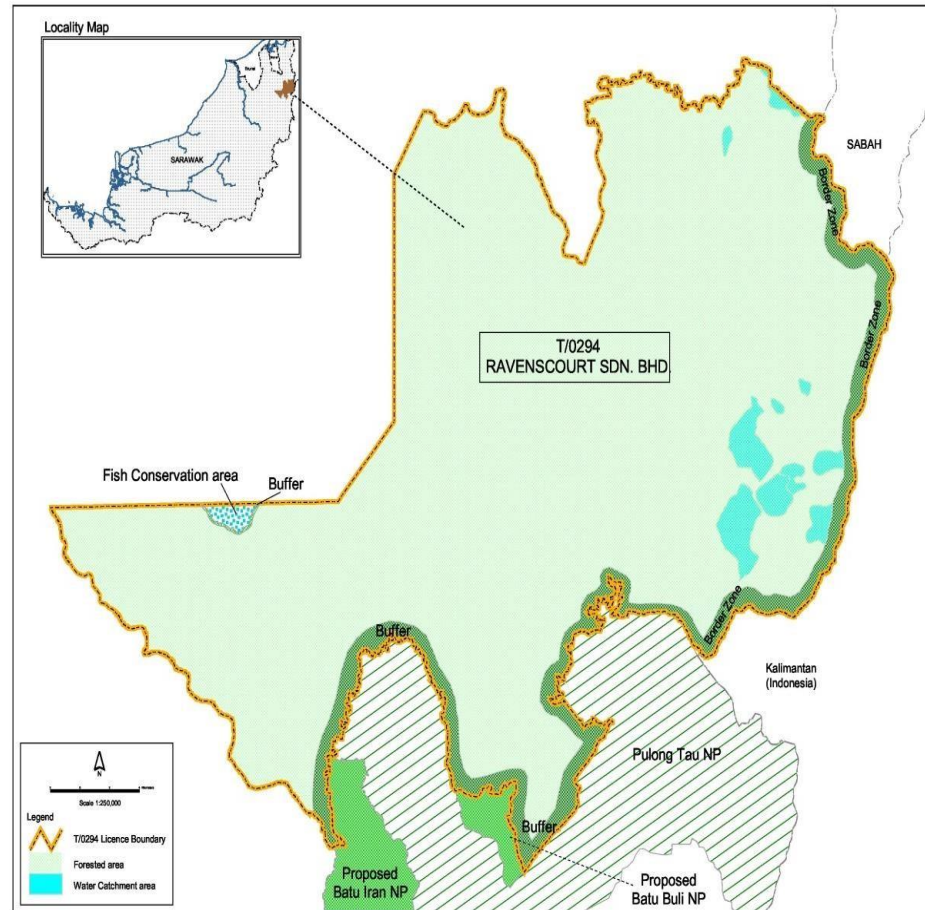 Locality Map
Brunei
SARAWAK
SABAH
Border Zone
Border Zone
T/0294
RAVENSCOURT SDN. BHD.
Fish Conservation area
Buffer
Border Zone
Buffer
Kalimantan
(Indonesia)
Pulong Tau NP
N
Scale 1:250,000
Legend
T/0294 Licence Boundary
Forested area
Water Catchment area
Buffer
Proposed
Batu Iran NP
Proposed
Batu Buli NP